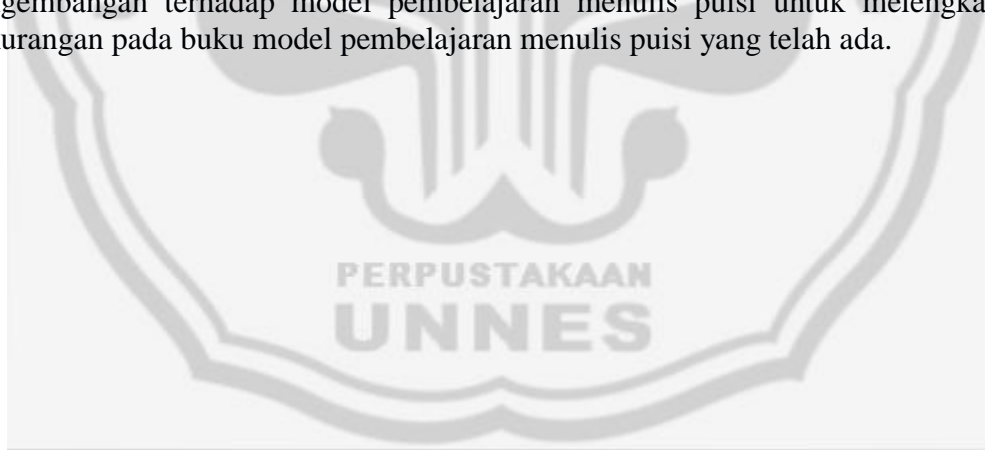 gembangan terhadap model pembelajaran menulis puisi untuk melengka
urangan pada buku model pembelajaran menulis puisi yang telah ada.
PERPUSTAKAAN
UNNES